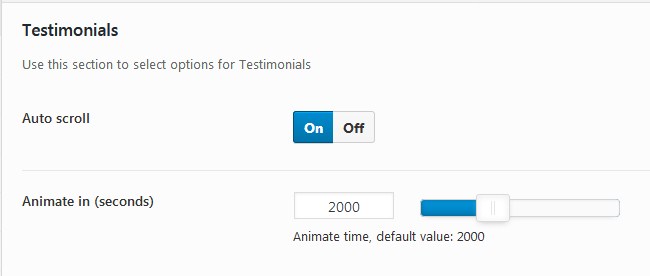 Testimonials
Use this section to select options for Testimonials
Auto scroll
On Off
Animate in (seconds)
2000
Animate time, default value: 2000